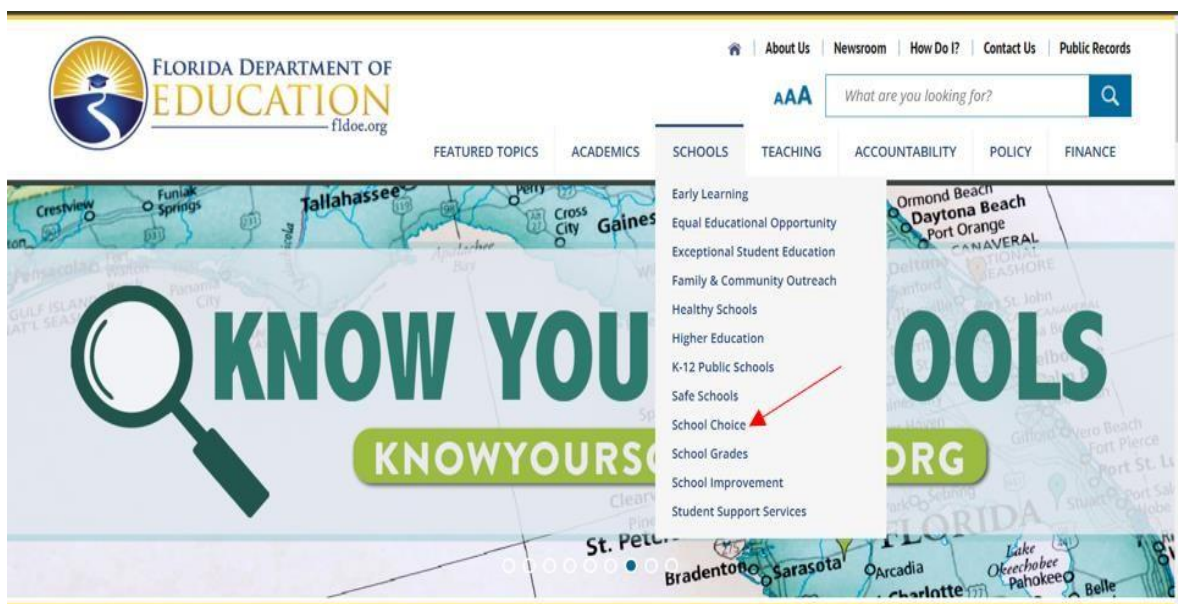 About Us
Newsroom
How Do I?
Contact Us
Public Records
FLORIDA DEPARTMENT OF
EDUCATION
fldoe.org
AAA
What are you looking for?
FEATURED TOPICS
ACADEMICS
SCHOOLS
TEACHING
ACCOUNTABILITY
POLICY
FINANCE
Early Learning
Equal Educational Opportunity
Exceptional Student Education
Family & Community Outreach
Healthy Schools
Higher Education
K-12 Public Schools
Safe Schools
School Choice
School Grades
School Improvement
Student Support Services
Crestview
Funiak
Springs
Tallahassee
Perry
Cross
City
Gaines
Ormond Beach
Daytona Beach
Port Orange
CANAVERAL
Apalachee
Bay
Panama
City
KNOW YOU
OOLS
KNOWYOURS
ORG
Vero Beach
Fort Pierce
Port St. Lu
Stuart
FLORIDA
St. Pete
Bradenton
Sarasota
Arcadia
Charlotte
Lake
Okeechobee
Pahokee
Belle